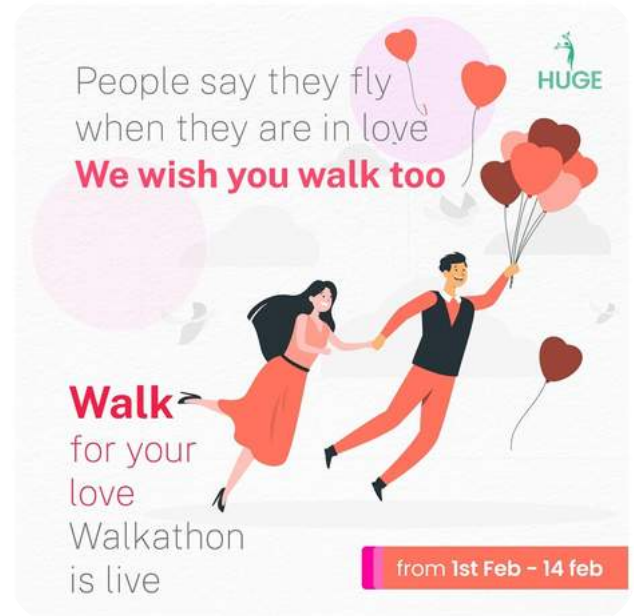 HUGE
People say they fly
when they are in love
We wish you walk too
Walk
for your
love
Walkathon
is live
from 1st Feb - 14 feb